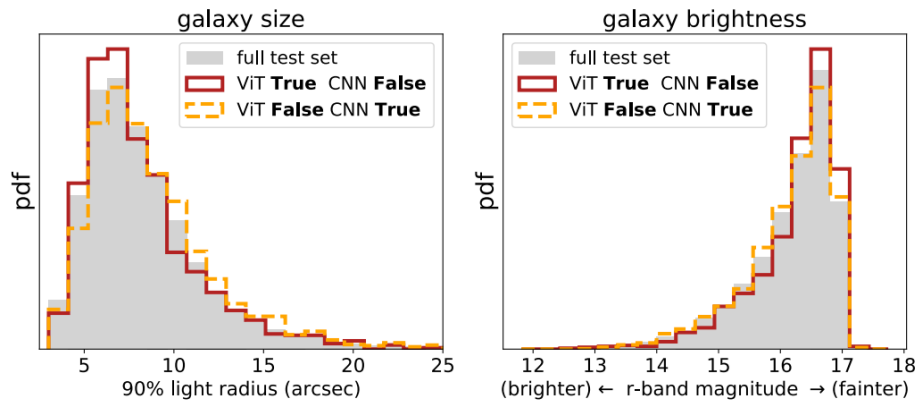 galaxy size
full test set
ViT True CNN False
ViT False CNN True
pdf
5 10 15 20 25
90% light radius (arcsec)
galaxy brightness
full test set
ViT True CNN False
ViT False CNN True
pdf
12 13 14 15 16 17 18
(brighter) ← r-band magnitude → (fainter)